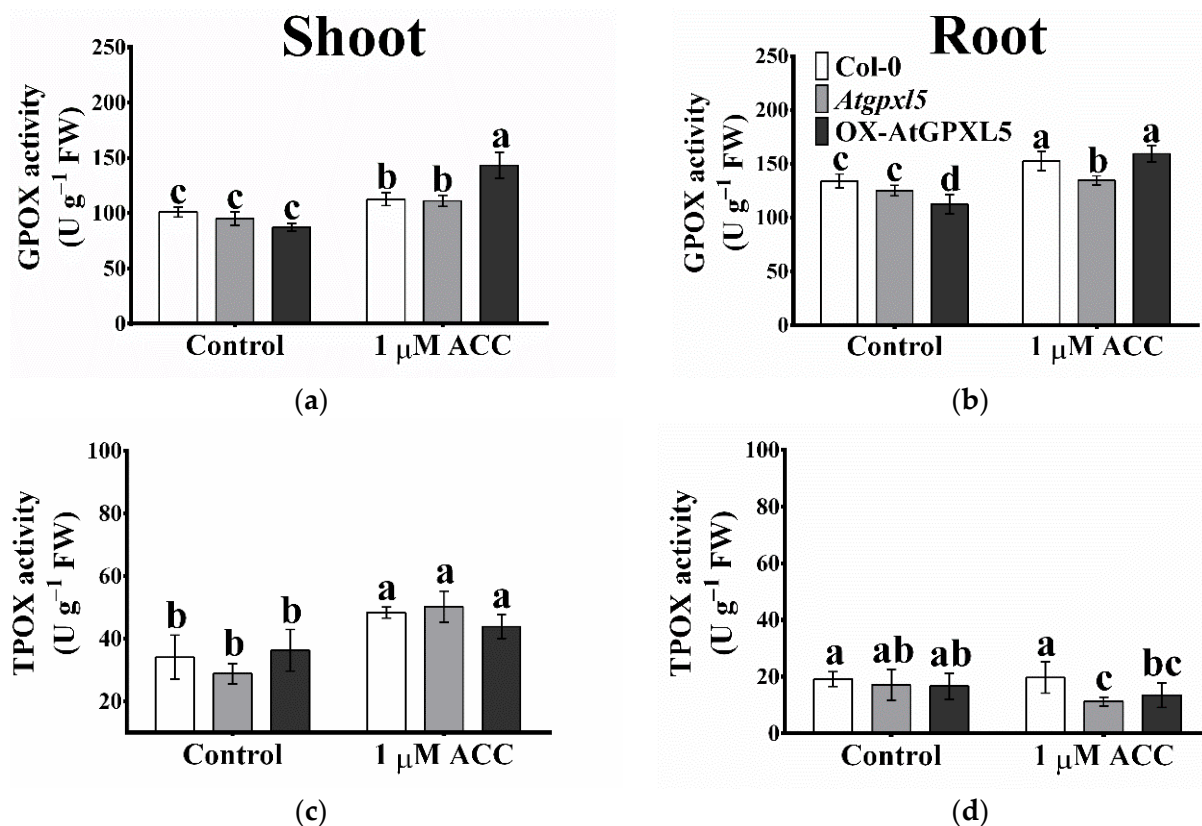 Shoot
GPOX activity
(U g⁻¹ FW)
250
200
150
100
50
0
c c c b b a
Control 1 μM ACC
(a)
Root
Col-0
Atgpxl5
OX-AtGPXL5
GPOX activity
(U g⁻¹ FW)
250
200
150
100
50
0
c c d a b a
Control 1 μM ACC
(b)
TPOX activity
(U g⁻¹ FW)
100
80
60
40
20
b b b a a a
Control 1 μM ACC
(c)
TPOX activity
(U g⁻¹ FW)
100
80
60
40
20
0
a ab ab a c bc
Control 1 μM ACC
(d)